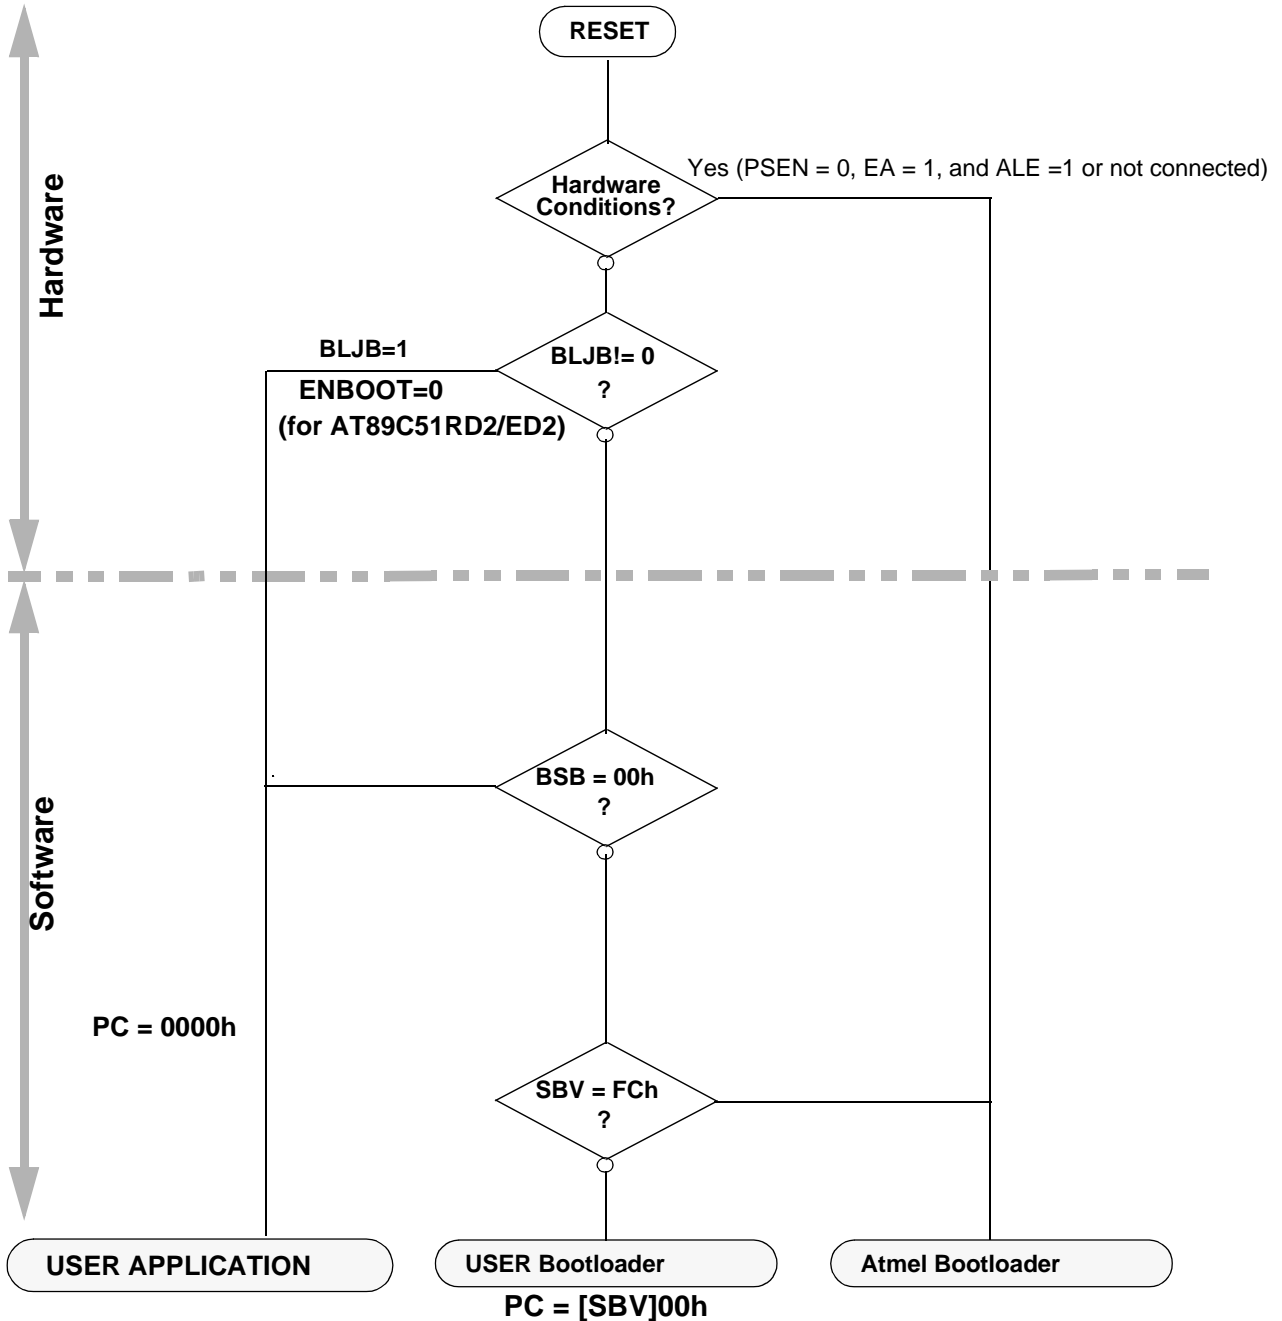 RESET
Yes (PSEN = 0, EA = 1, and ALE =1 or not connected)
Hardware
Conditions?
Hardware
BLJB=1
BLJB!= 0
?
ENBOOT=0
(for AT89C51RD2/ED2)
BSB = 00h
?
Software
PC = 0000h
SBV = FCh
?
USER APPLICATION
USER Bootloader
Atmel Bootloader
PC = [SBV]00h